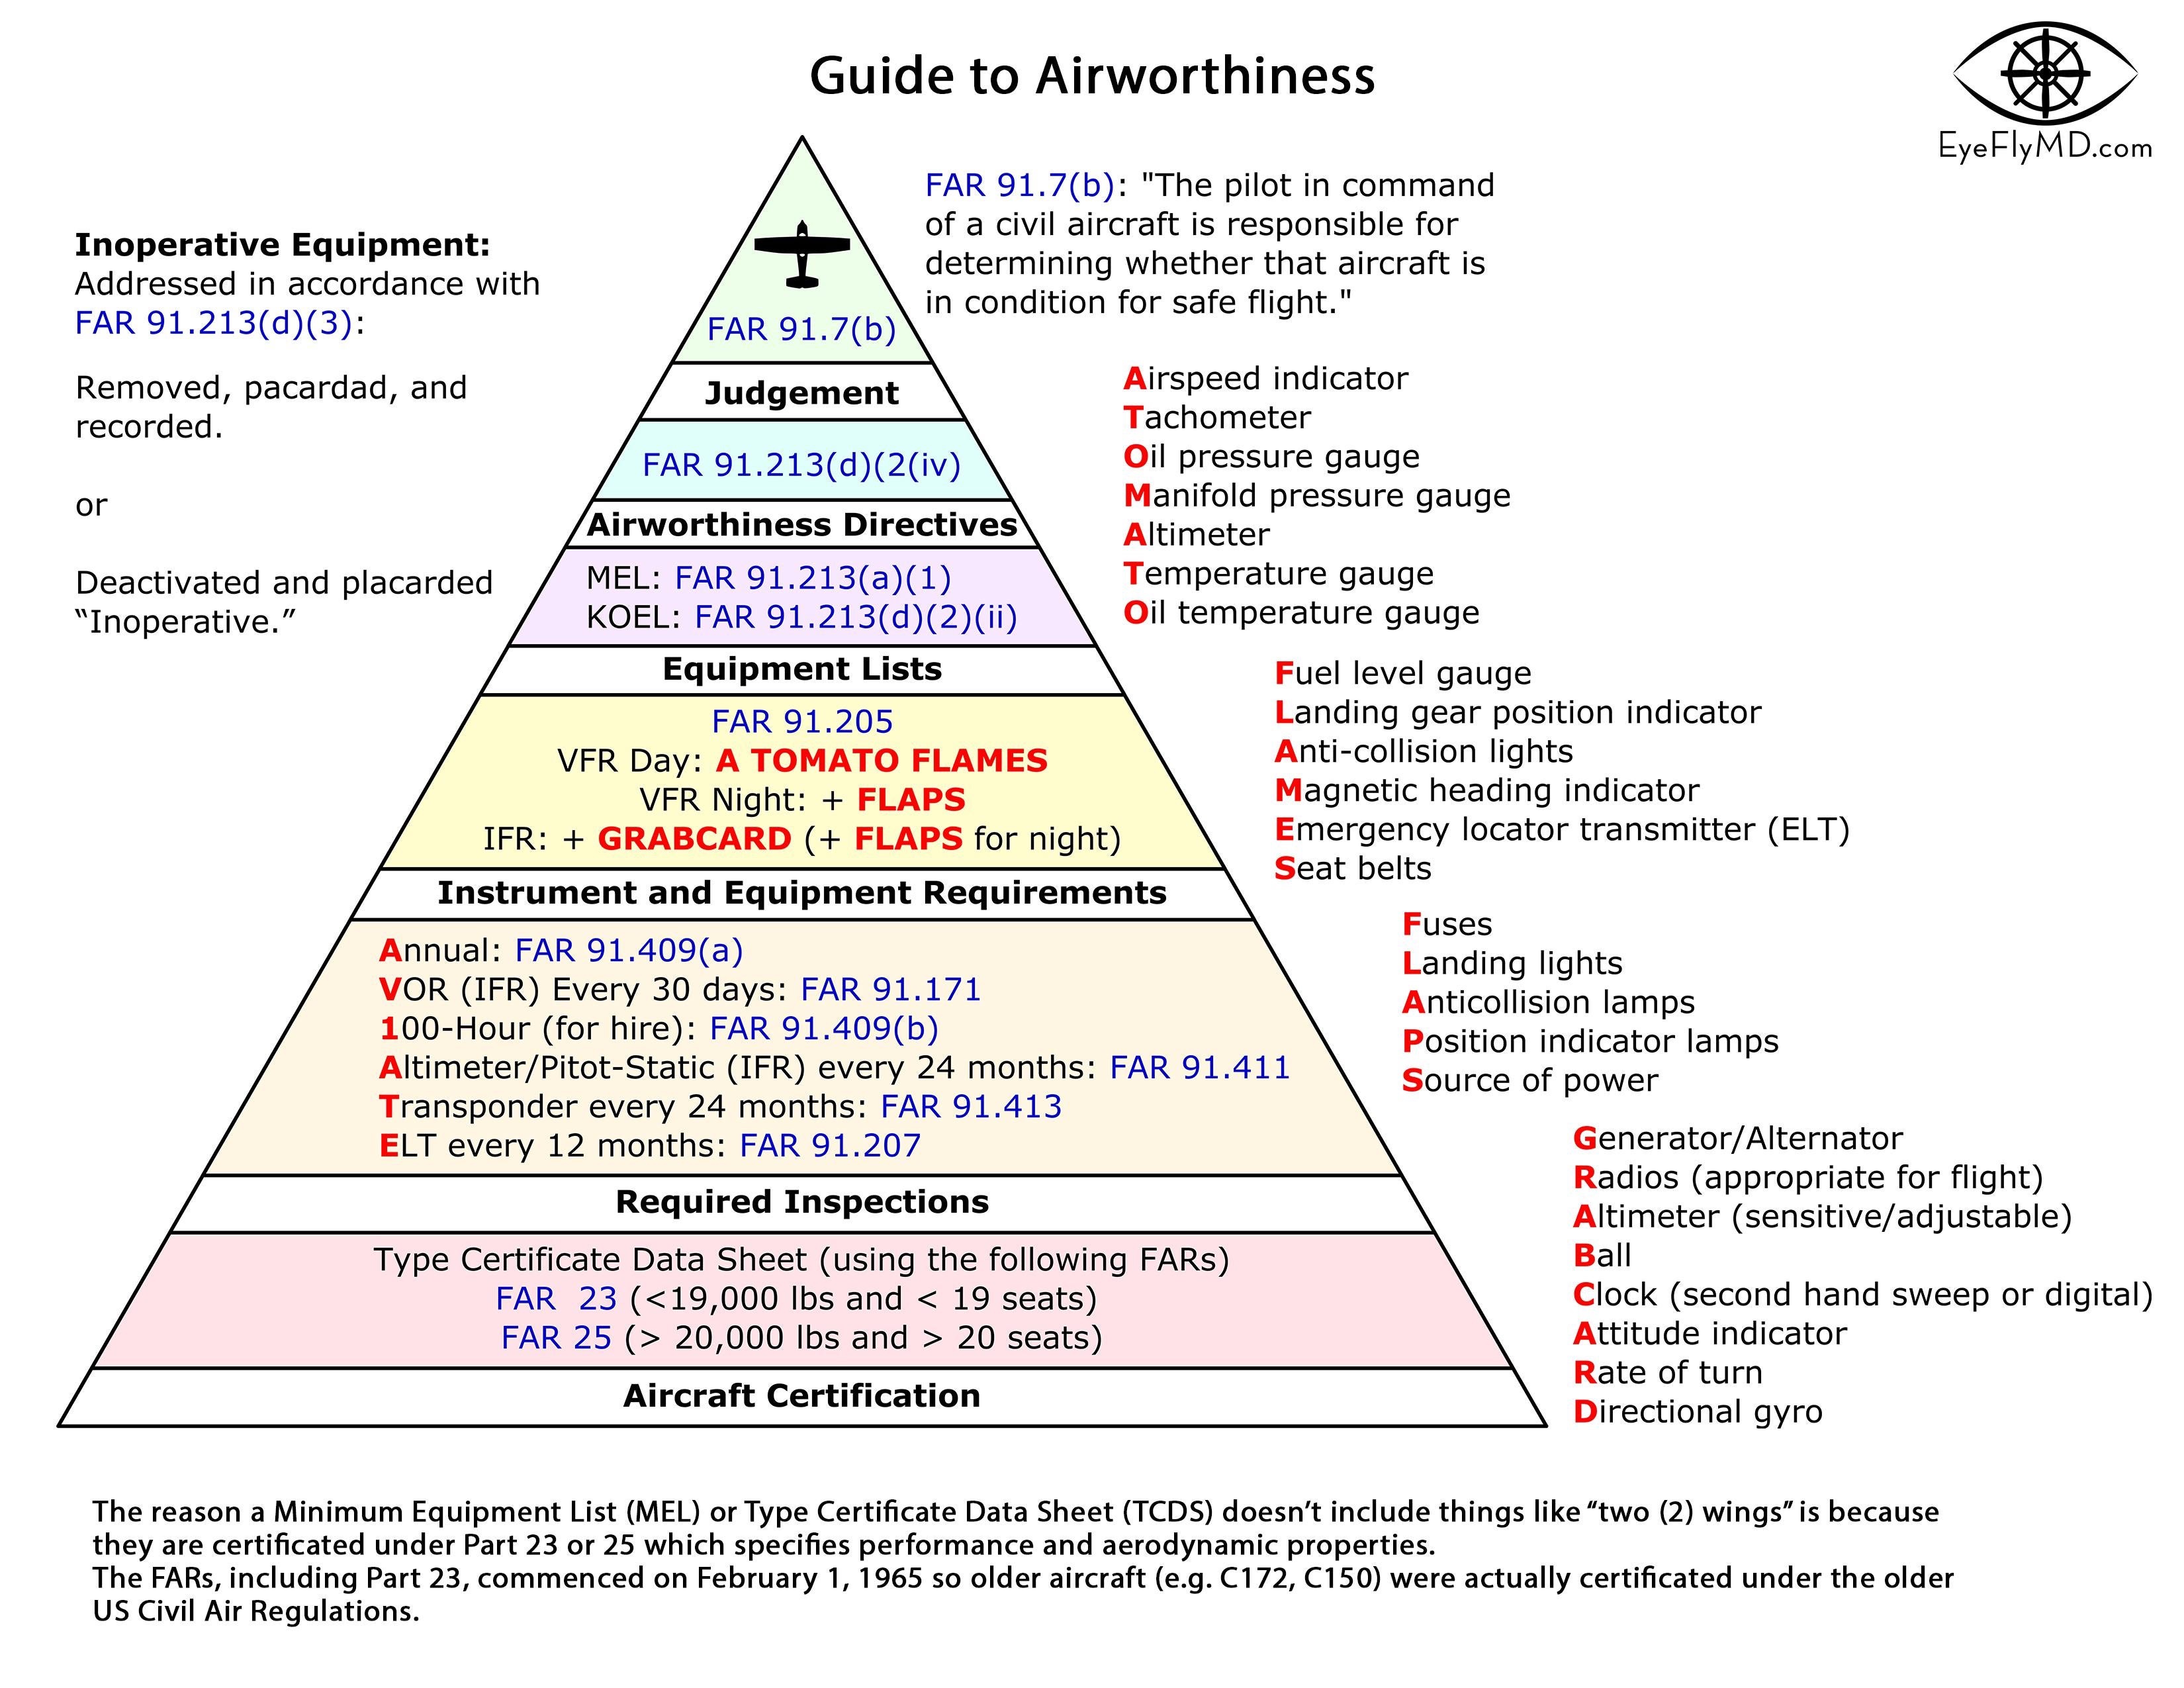 Guide to Airworthiness
EyeFlyMD.com
Inoperative Equipment:
Addressed in accordance with
FAR 91.213(d)(3):
Removed, pacardad, and
recorded.
or
Deactivated and placarded
“Inoperative.”
FAR 91.7(b)
Judgement
FAR 91.213(d)(2(iv)
Airworthiness Directives
MEL: FAR 91.213(a)(1)
KOEL: FAR 91.213(d)(2)(ii)
Equipment Lists
FAR 91.205
VFR Day: A TOMATO FLAMES
VFR Night: + FLAPS
IFR: + GRABCARD (+ FLAPS for night)
Instrument and Equipment Requirements
Annual: FAR 91.409(a)
VOR (IFR) Every 30 days: FAR 91.171
100-Hour (for hire): FAR 91.409(b)
Altimeter/Pitot-Static (IFR) every 24 months: FAR 91.411
Transponder every 24 months: FAR 91.413
ELT every 12 months: FAR 91.207
Required Inspections
Type Certificate Data Sheet (using the following FARs)
FAR 23 (<19,000 lbs and < 19 seats)
FAR 25 (> 20,000 lbs and > 20 seats)
Aircraft Certification
FAR 91.7(b): "The pilot in command
of a civil aircraft is responsible for
determining whether that aircraft is
in condition for safe flight."
Airspeed indicator
Tachometer
Oil pressure gauge
Manifold pressure gauge
Altimeter
Temperature gauge
Oil temperature gauge
Fuel level gauge
Landing gear position indicator
Anti-collision lights
Magnetic heading indicator
Emergency locator transmitter (ELT)
Seat belts
Fuses
Landing lights
Anticollision lamps
Position indicator lamps
Source of power
Generator/Alternator
Radios (appropriate for flight)
Altimeter (sensitive/adjustable)
Ball
Clock (second hand sweep or digital)
Attitude indicator
Rate of turn
Directional gyro
The reason a Minimum Equipment List (MEL) or Type Certificate Data Sheet (TCDS) doesn’t include things like “two (2) wings” is because
they are certificated under Part 23 or 25 which specifies performance and aerodynamic properties.
The FARs, including Part 23, commenced on February 1, 1965 so older aircraft (e.g. C172, C150) were actually certificated under the older
US Civil Air Regulations.